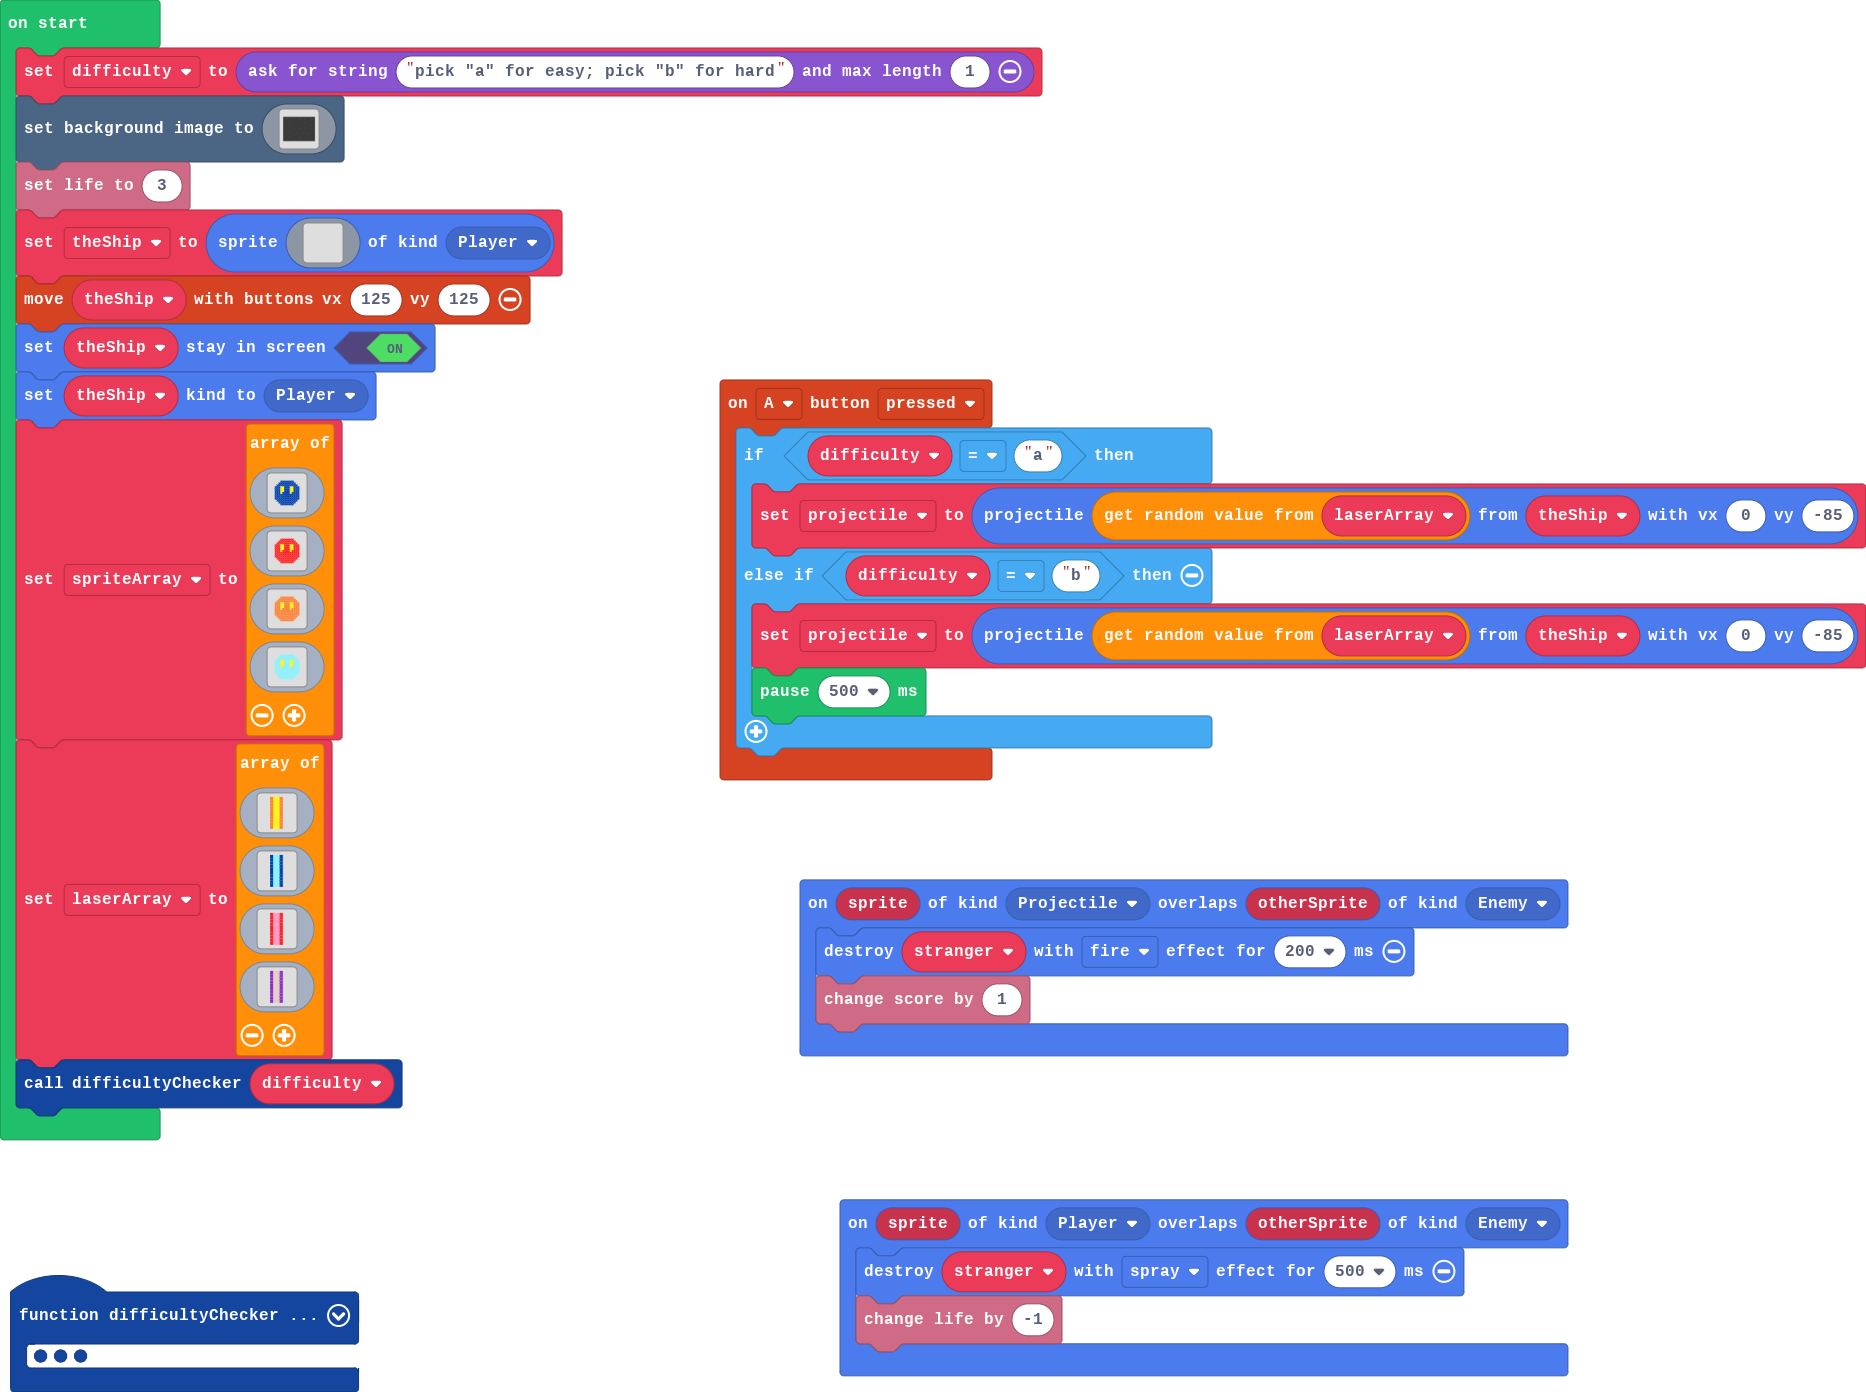 on start
set difficulty to ask for string "pick "a" for easy; pick "b" for hard" and max length 1
set background image to
set life to 3
set theShip to sprite of kind Player
move theShip with buttons vx 125 vy 125
set theShip stay in screen ON
set theShip kind to Player
set spriteArray to array of
set laserArray to array of
call difficultyChecker difficulty
function difficultyChecker ...
on A button pressed
if difficulty = "a" then
set projectile to projectile get random value from laserArray from theShip with vx 0 vy -85
else if difficulty = "b" then
set projectile to projectile get random value from laserArray from theShip with vx 0 vy -85
pause 500 ms
on sprite of kind Projectile overlaps otherSprite of kind Enemy
destroy stranger with fire effect for 200 ms
change score by 1
on sprite of kind Player overlaps otherSprite of kind Enemy
destroy stranger with spray effect for 500 ms
change life by -1